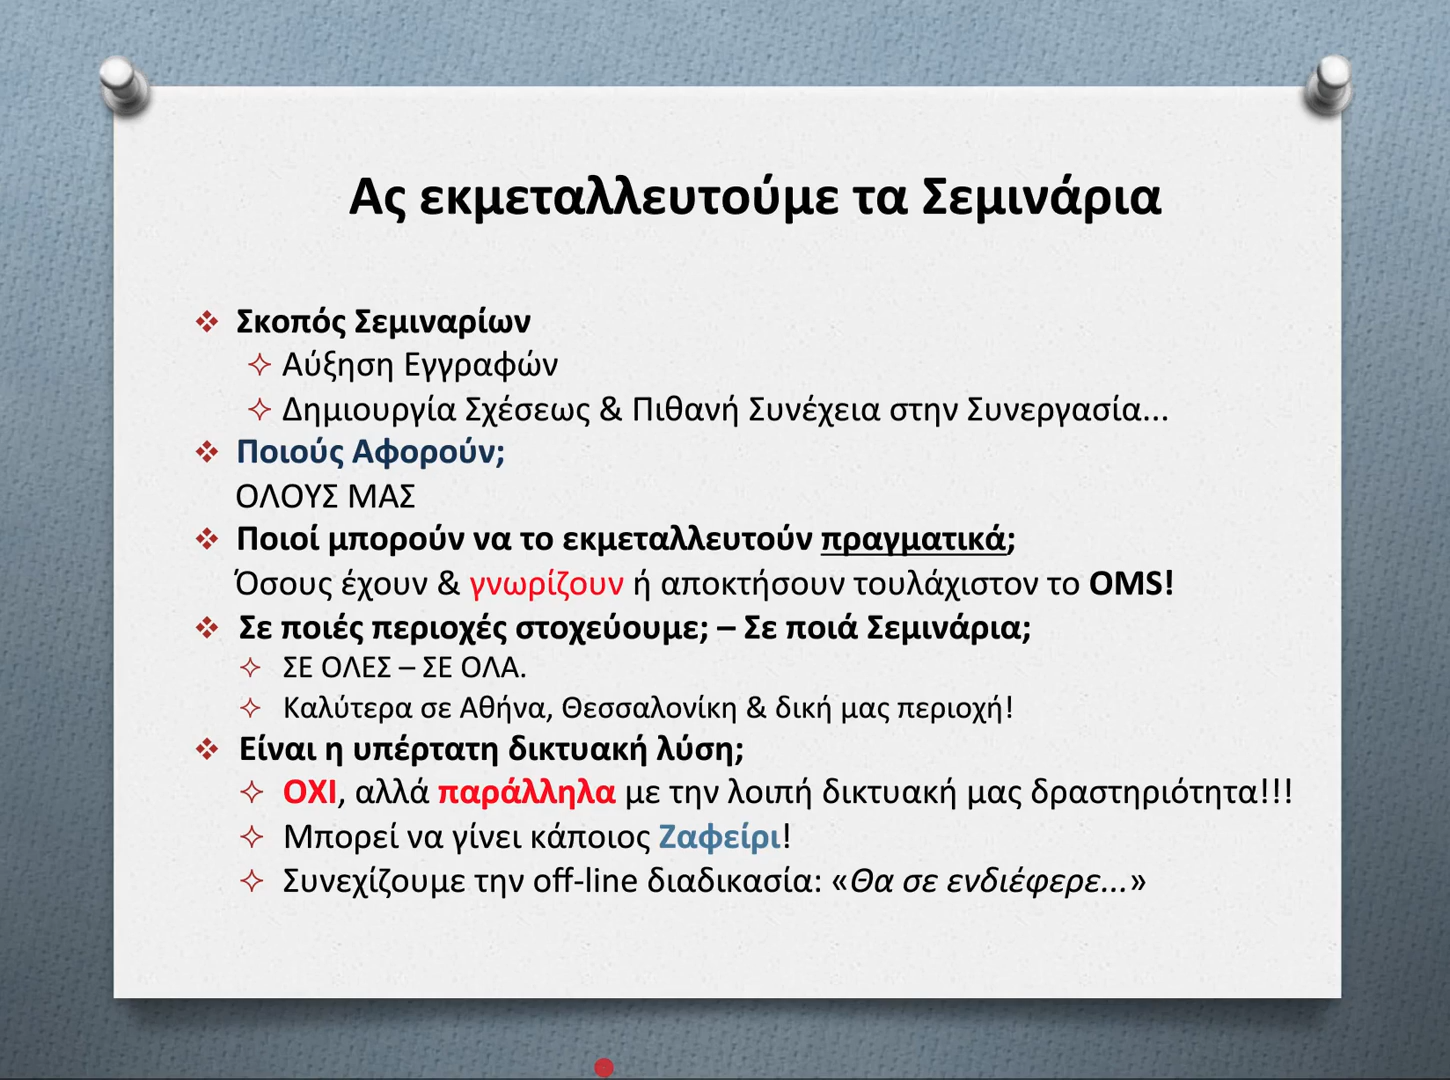 Ας εκμεταλλευτούμε τα Σεμινάρια
❖ Σκοπός Σεμιναρίων
✧ Αύξηση Εγγραφών
✧ Δημιουργία Σχέσεως & Πιθανή Συνέχεια στην Συνεργασία...
❖ Ποιούς Αφορούν;
ΟΛΟΥΣ ΜΑΣ
❖ Ποιοί μπορούν να το εκμεταλλευτούν πραγματικά;
Όσους έχουν & γνωρίζουν ή αποκτήσουν τουλάχιστον το OMS!
❖ Σε ποιές περιοχές στοχεύουμε; – Σε ποιά Σεμινάρια;
✧ ΣΕ ΟΛΕΣ – ΣΕ ΟΛΑ.
✧ Καλύτερα σε Αθήνα, Θεσσαλονίκη & δική μας περιοχή!
❖ Είναι η υπέρτατη δικτυακή λύση;
✧ ΟΧΙ, αλλά παράλληλα με την λοιπή δικτυακή μας δραστηριότητα!!!
✧ Μπορεί να γίνει κάποιος Ζαφείρι!
✧ Συνεχίζουμε την off-line διαδικασία: «Θα σε ενδιέφερε...»